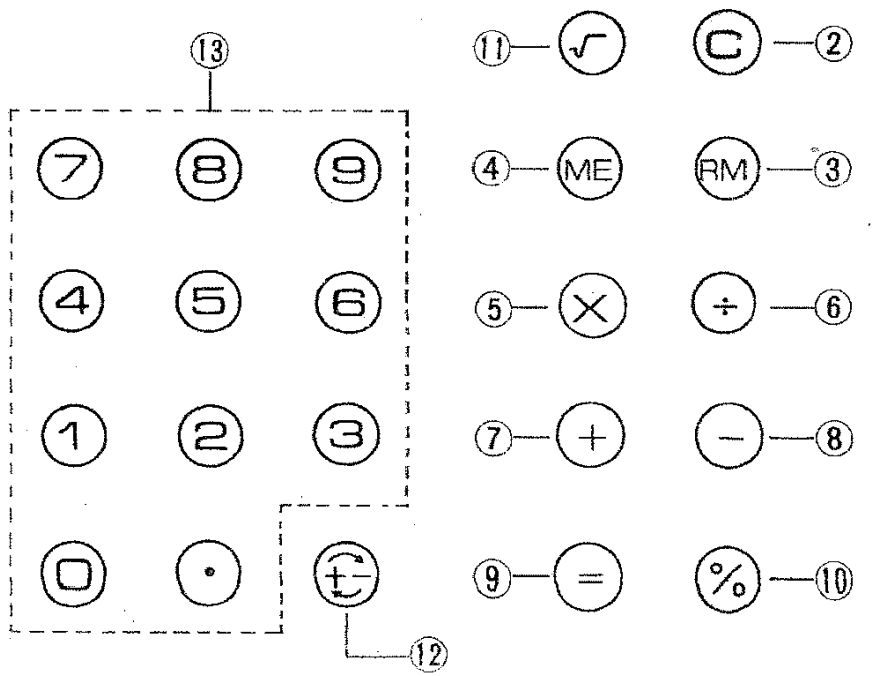 ⑬ ⑪ √ C ②
7 8 9 ④ ME RM ③
4 5 6 ⑤ × ÷ ⑥
1 2 3 ⑦ + − ⑧
0 • +− ⑨ = % ⑩
⑫